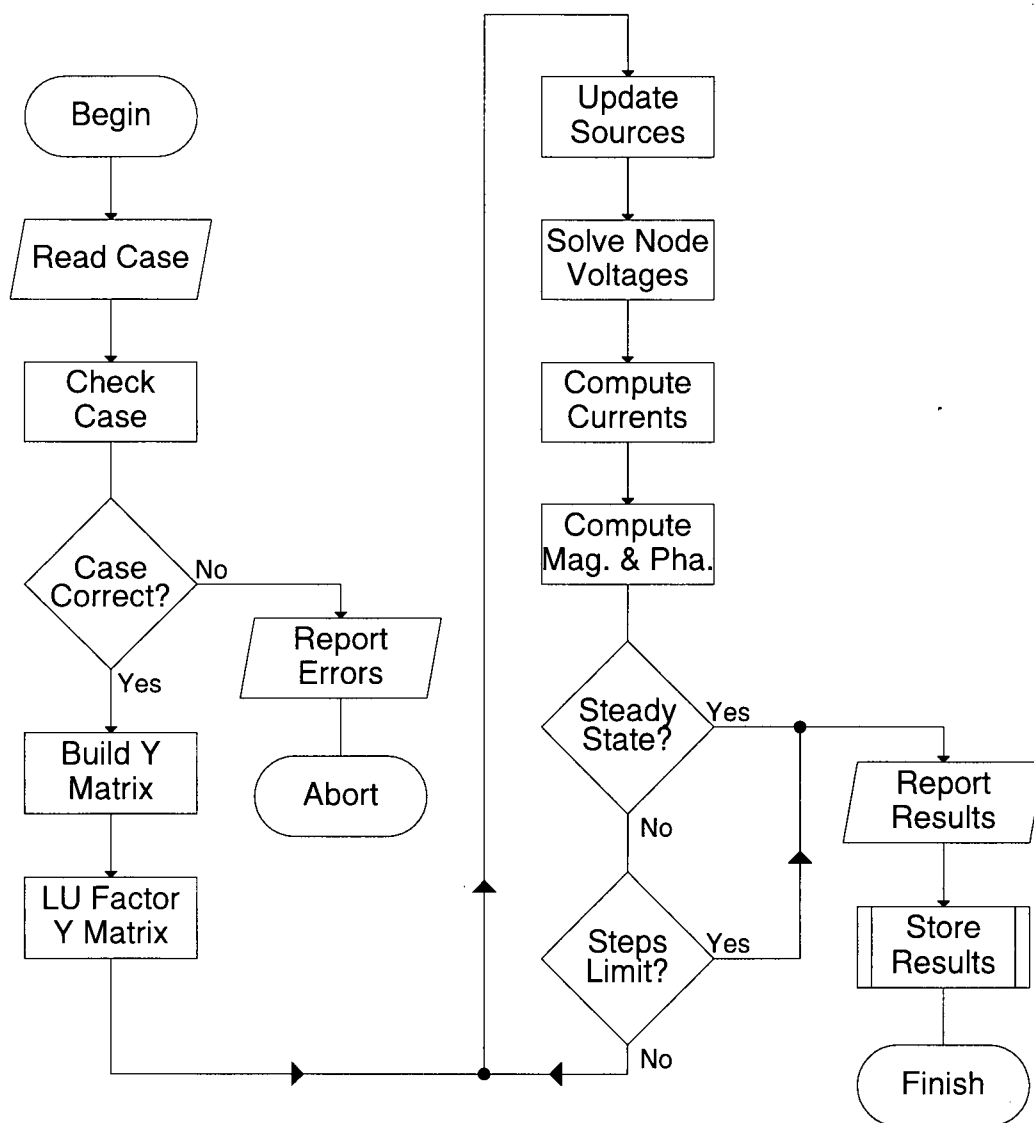 Begin
Read Case
Check
Case
Case
Correct?
No
Yes
Report
Errors
Abort
Build Y
Matrix
LU Factor
Y Matrix
Update
Sources
Solve Node
Voltages
Compute
Currents
Compute
Mag. & Pha.
Steady
State?
Yes
No
Steps
Limit?
Yes
No
Report
Results
Store
Results
Finish